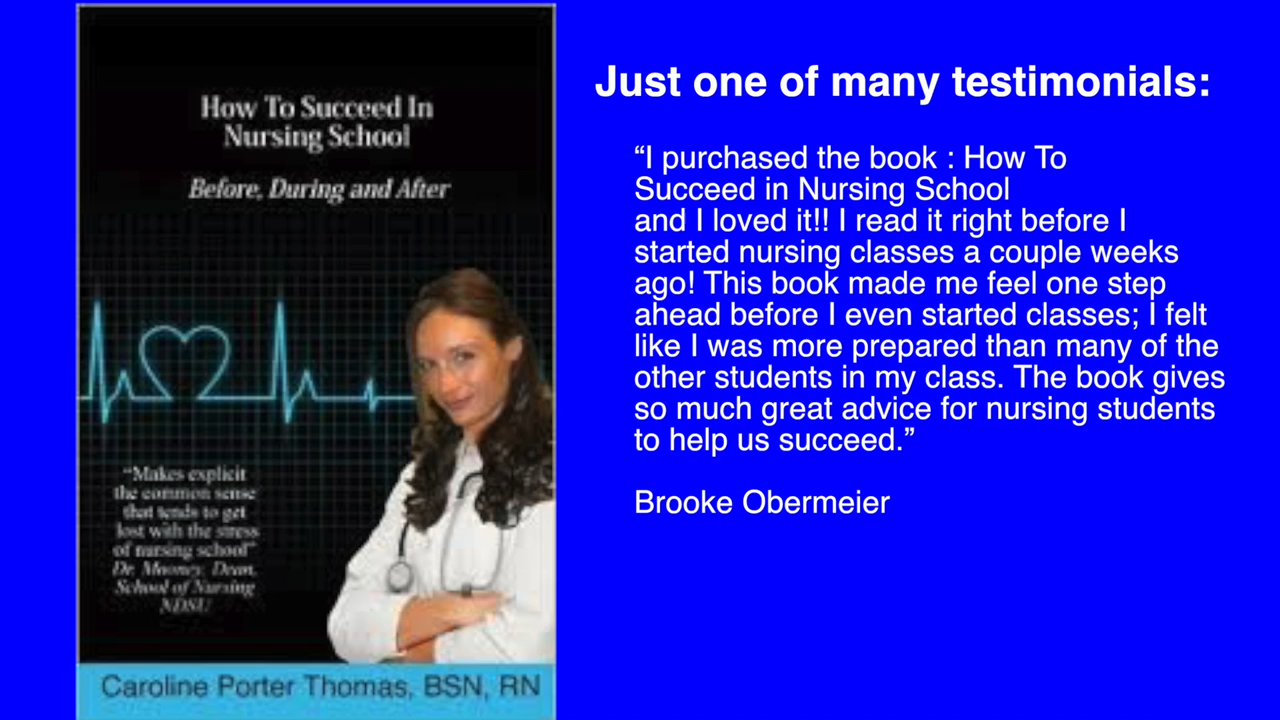 How To Succeed In
Nursing School
Before, During and After
“Makes explicit
the common sense
that tends to get
lost with the stress
of nursing school”
Dr. Mooney, Dean,
School of Nursing
NDSU
Caroline Porter Thomas, BSN, RN
Just one of many testimonials:
“I purchased the book : How To
Succeed in Nursing School
and I loved it!! I read it right before I
started nursing classes a couple weeks
ago! This book made me feel one step
ahead before I even started classes; I felt
like I was more prepared than many of the
other students in my class. The book gives
so much great advice for nursing students
to help us succeed.”
Brooke Obermeier